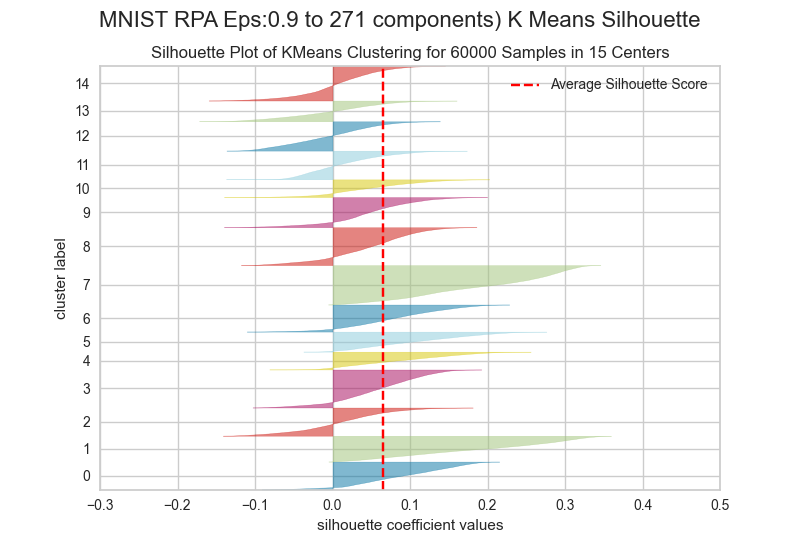 MNIST RPA Eps:0.9 to 271 components) K Means Silhouette
Silhouette Plot of KMeans Clustering for 60000 Samples in 15 Centers
Average Silhouette Score
14
13
12
11
10
9
8
7
6
5
4
3
2
1
0
cluster label
−0.3 −0.2 −0.1 0.0 0.1 0.2 0.3 0.4 0.5
silhouette coefficient values